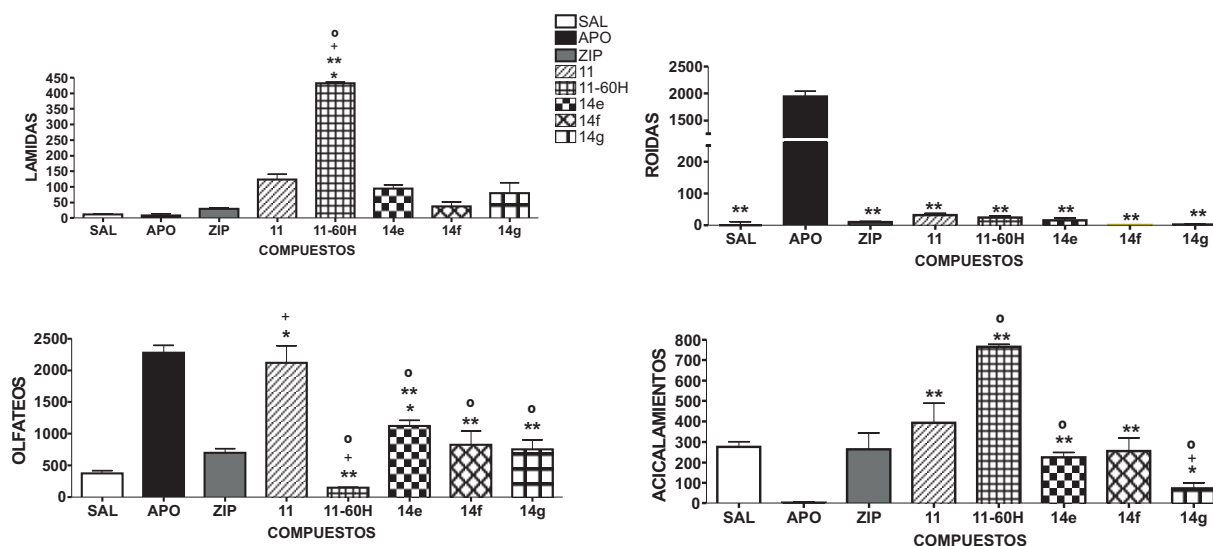 SAL
APO
ZIP
11
11-60H
14e
14f
14g
o
+
**
*
450
400
350
300
250
200
150
100
50
0
LAMIDAS
SAL APO ZIP 11 11-60H 14e 14f 14g
COMPUESTOS
2500
2000
1500
200
100
0
ROIDAS
** ** ** ** ** ** **
SAL APO ZIP 11 11-60H 14e 14f 14g
COMPUESTOS
2500
2000
1500
1000
500
0
OLFATEOS
+
*
o
+
**
o
**
*
o
**
o
**
SAL APO ZIP 11 11-60H 14e 14f 14g
COMPUESTOS
800
700
600
500
400
300
200
100
0
ACICALAMIENTOS
**
o
**
o
**
**
o
+
*
SAL APO ZIP 11 11-60H 14e 14f 14g
COMPUESTOS